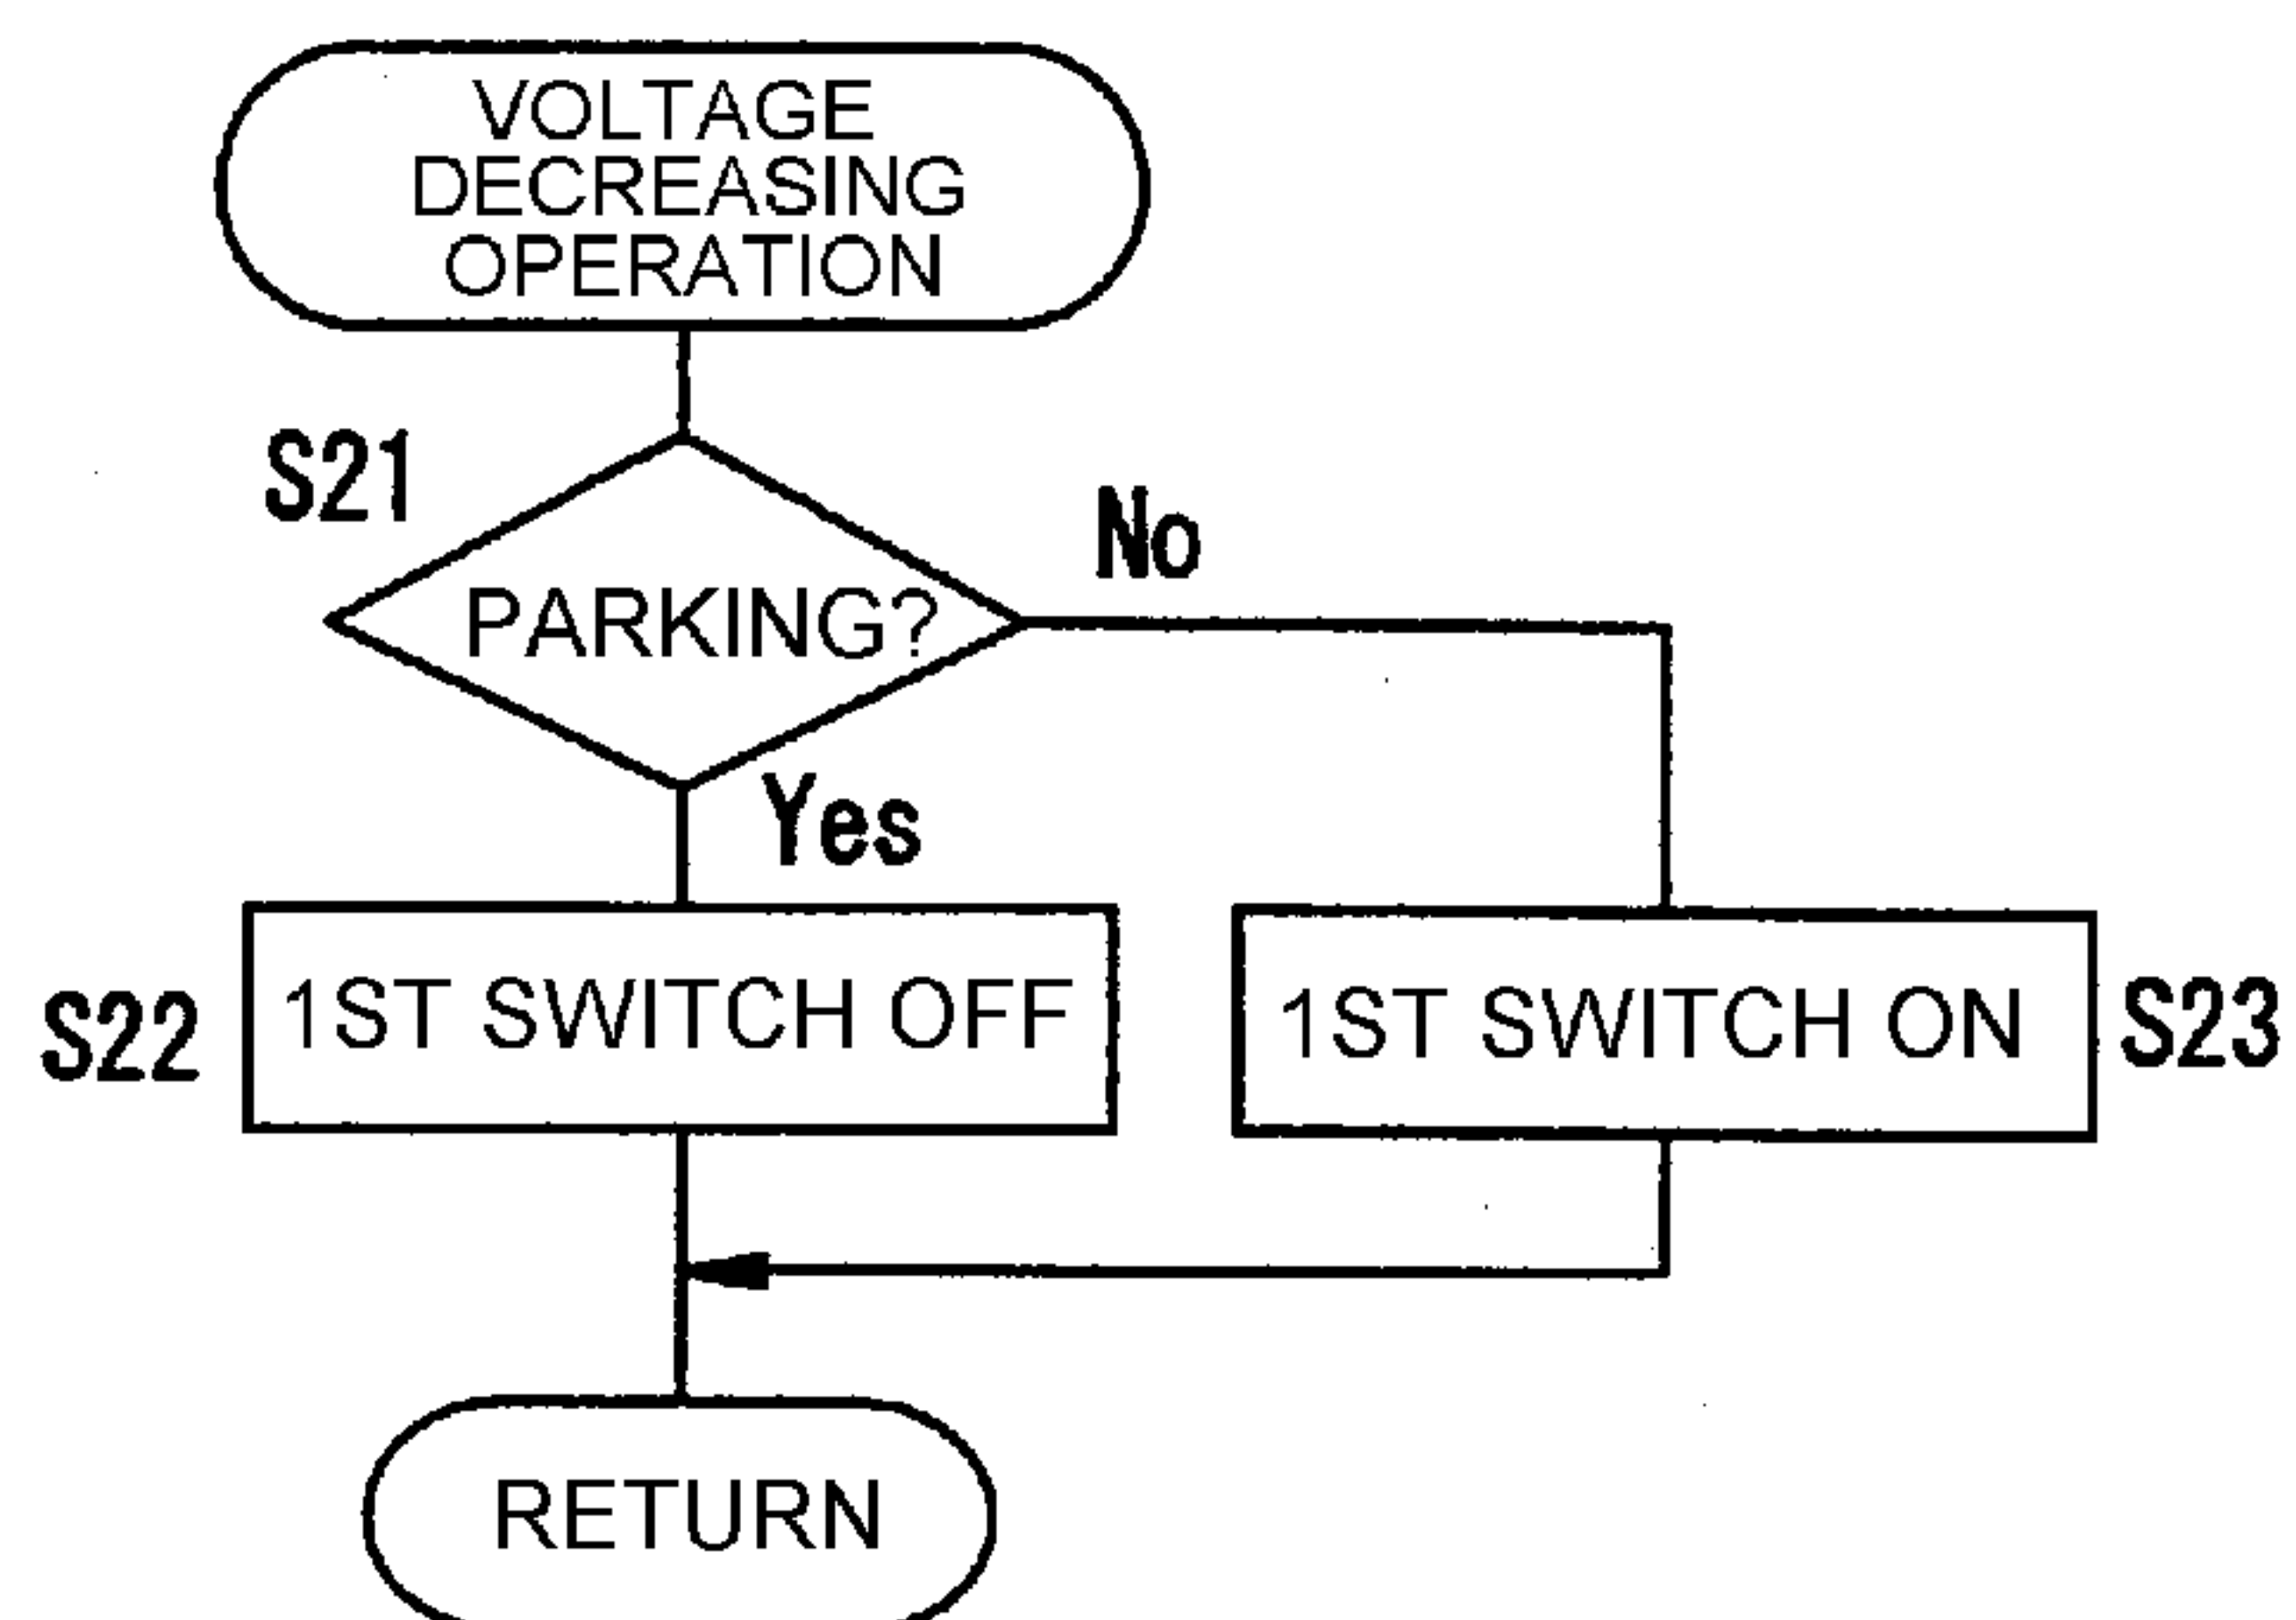 VOLTAGE
DECREASING
OPERATION
S21
PARKING?
No
Yes
S22
1ST SWITCH OFF
1ST SWITCH ON
S23
RETURN